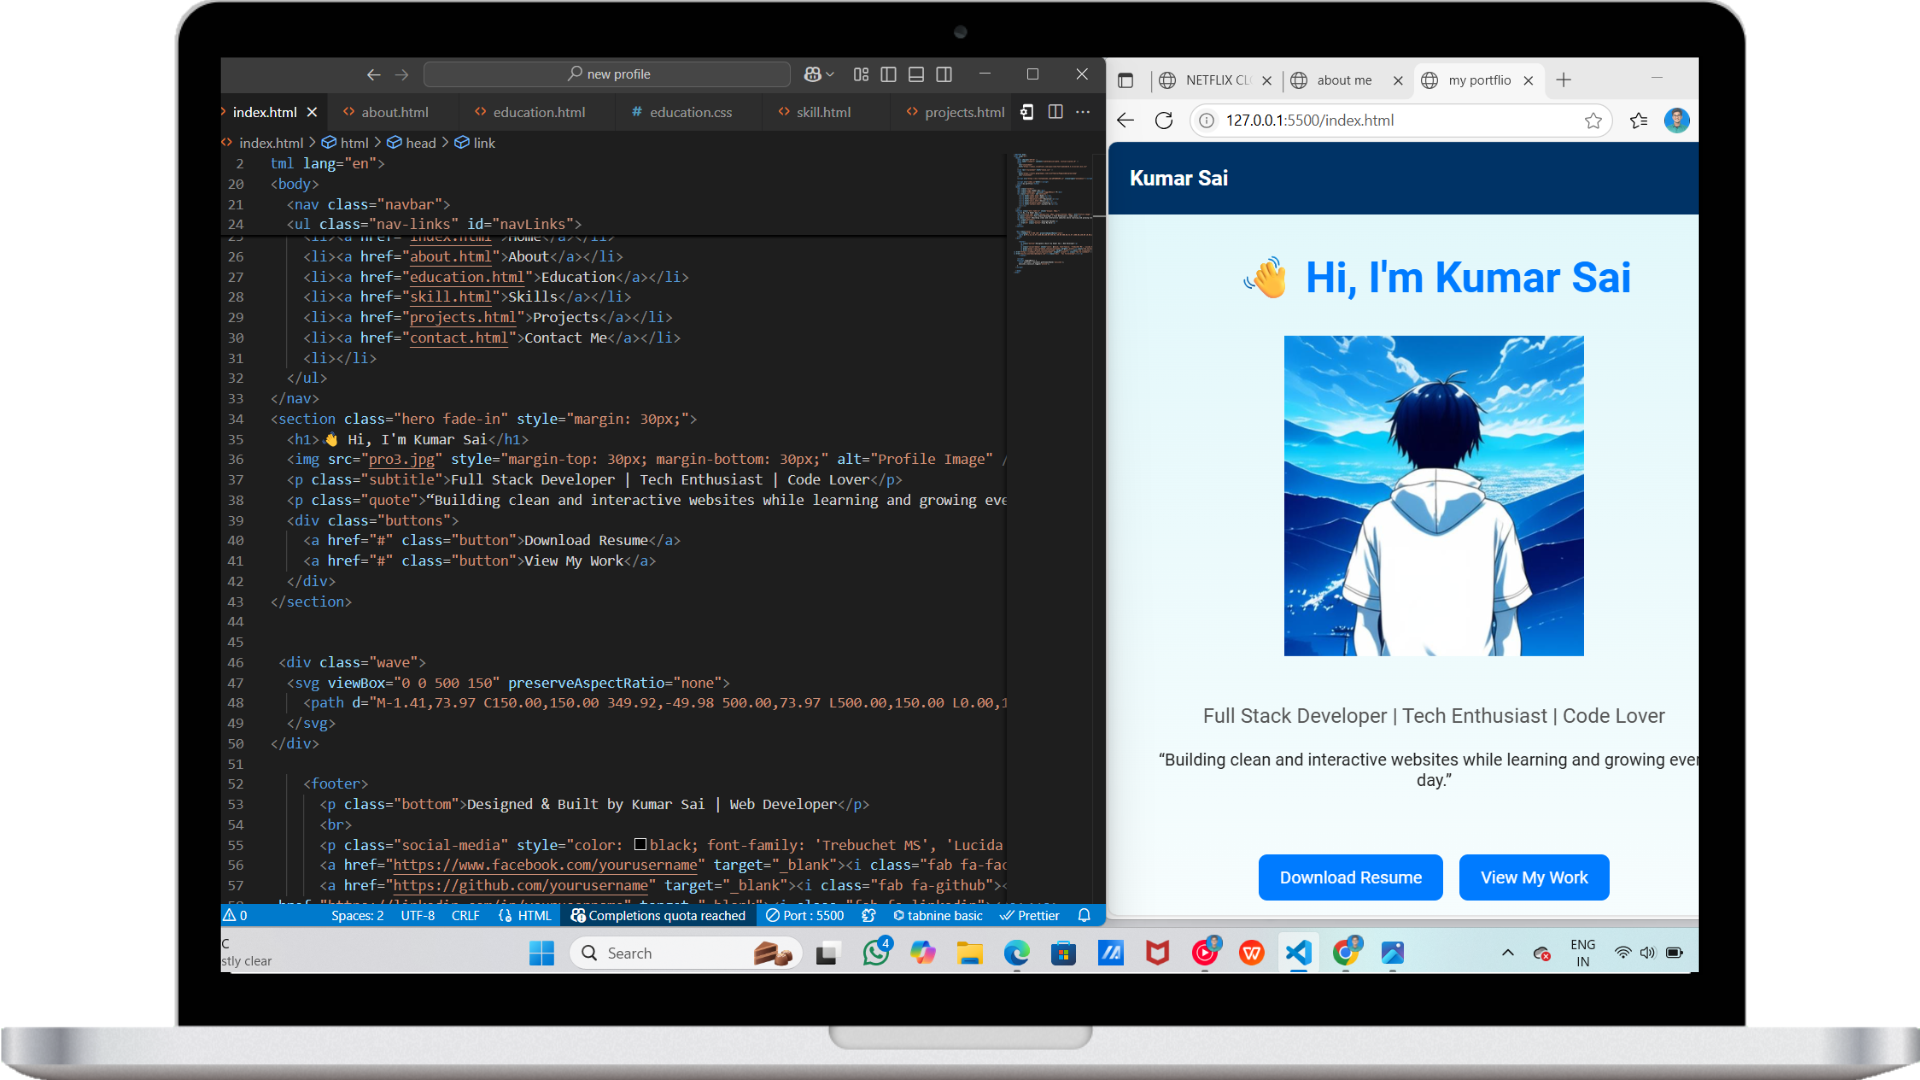 new profile
index.html
about.html
education.html
# education.css
skill.html
projects.html
index.html > html > head > link
2 tml lang="en">
20 <body>
21 <nav class="navbar">
24 <ul class="nav-links" id="navLinks">
25 <li><a href="index.html">Home</a></li>
26 <li><a href="about.html">About</a></li>
27 <li><a href="education.html">Education</a></li>
28 <li><a href="skill.html">Skills</a></li>
29 <li><a href="projects.html">Projects</a></li>
30 <li><a href="contact.html">Contact Me</a></li>
31 <li></li>
32 </ul>
33 </nav>
34 <section class="hero fade-in" style="margin: 30px;">
35 <h1>👋 Hi, I'm Kumar Sai</h1>
36 <img src="pro3.jpg" style="margin-top: 30px; margin-bottom: 30px;" alt="Profile Image" /
37 <p class="subtitle">Full Stack Developer | Tech Enthusiast | Code Lover</p>
38 <p class="quote">“Building clean and interactive websites while learning and growing eve
39 <div class="buttons">
40 <a href="#" class="button">Download Resume</a>
41 <a href="#" class="button">View My Work</a>
42 </div>
43 </section>
44
45
46 <div class="wave">
47 <svg viewBox="0 0 500 150" preserveAspectRatio="none">
48 <path d="M-1.41,73.97 C150.00,150.00 349.92,-49.98 500.00,73.97 L500.00,150.00 L0.00,1
49 </svg>
50 </div>
51
52 <footer>
53 <p class="bottom">Designed & Built by Kumar Sai | Web Developer</p>
54 <br>
55 <p class="social-media" style="color: black; font-family: 'Trebuchet MS', 'Lucida
56 <a href="https://www.facebook.com/yourusername" target="_blank"><i class="fab fa-fac
57 <a href="https://github.com/yourusername" target="_blank"><i class="fab fa-github"><
0
Spaces: 2
UTF-8
CRLF
{} HTML
Completions quota reached
Port : 5500
tabnine basic
Prettier
NETFLIX CL
about me
my portflio
127.0.0.1:5500/index.html
Kumar Sai
👋 Hi, I'm Kumar Sai
Full Stack Developer | Tech Enthusiast | Code Lover
“Building clean and interactive websites while learning and growing ever
day.”
Download Resume
View My Work
C
stly clear
Search
4
ENG
IN